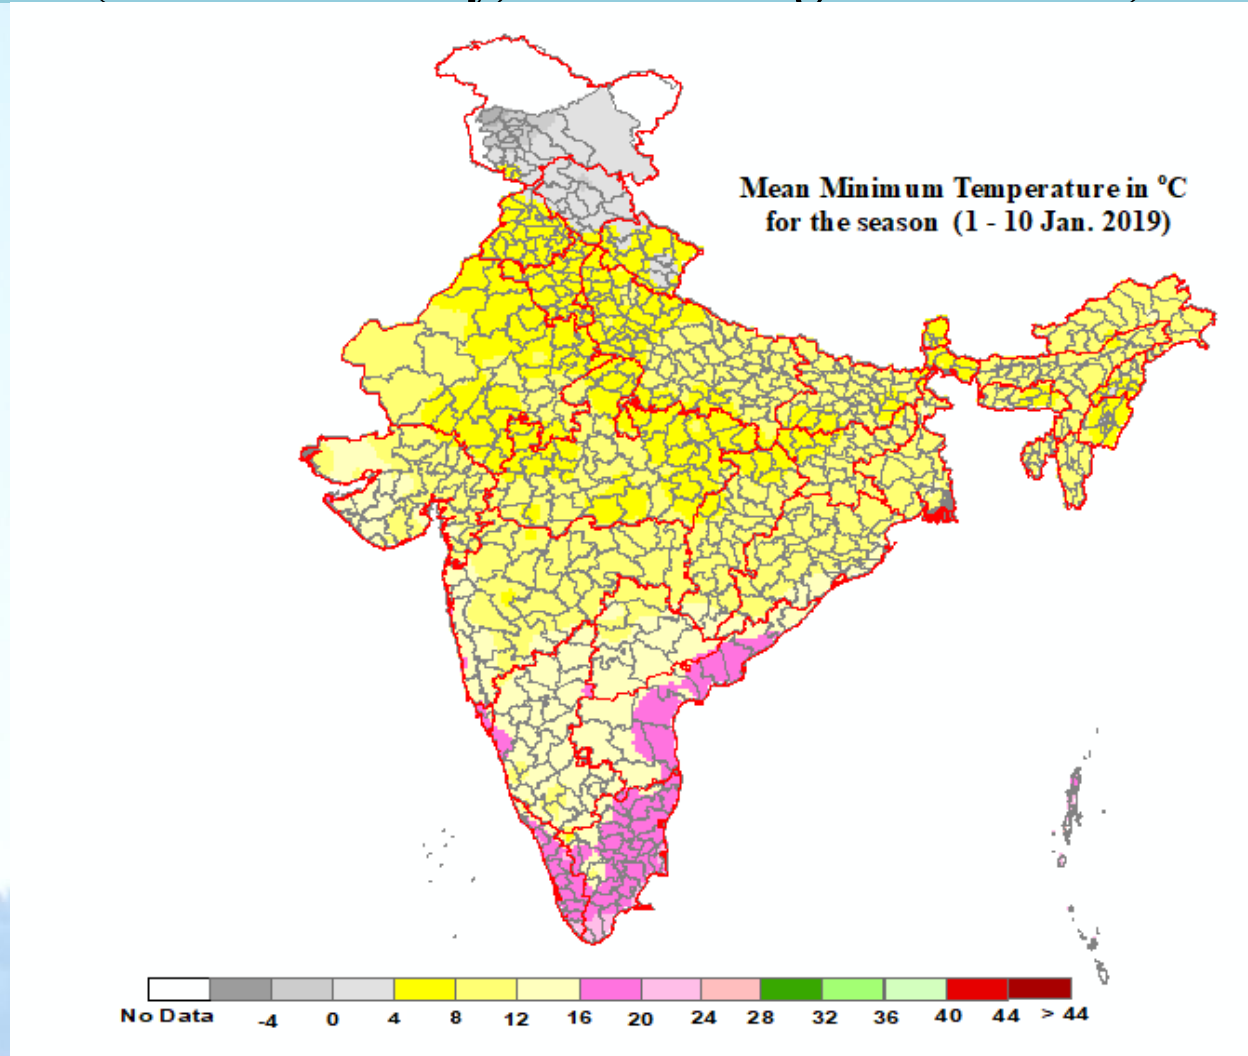 Mean Minimum Temperature in °C
for the season (1 - 10 Jan. 2019)
No Data -4 0 4 8 12 16 20 24 28 32 36 40 44 > 44